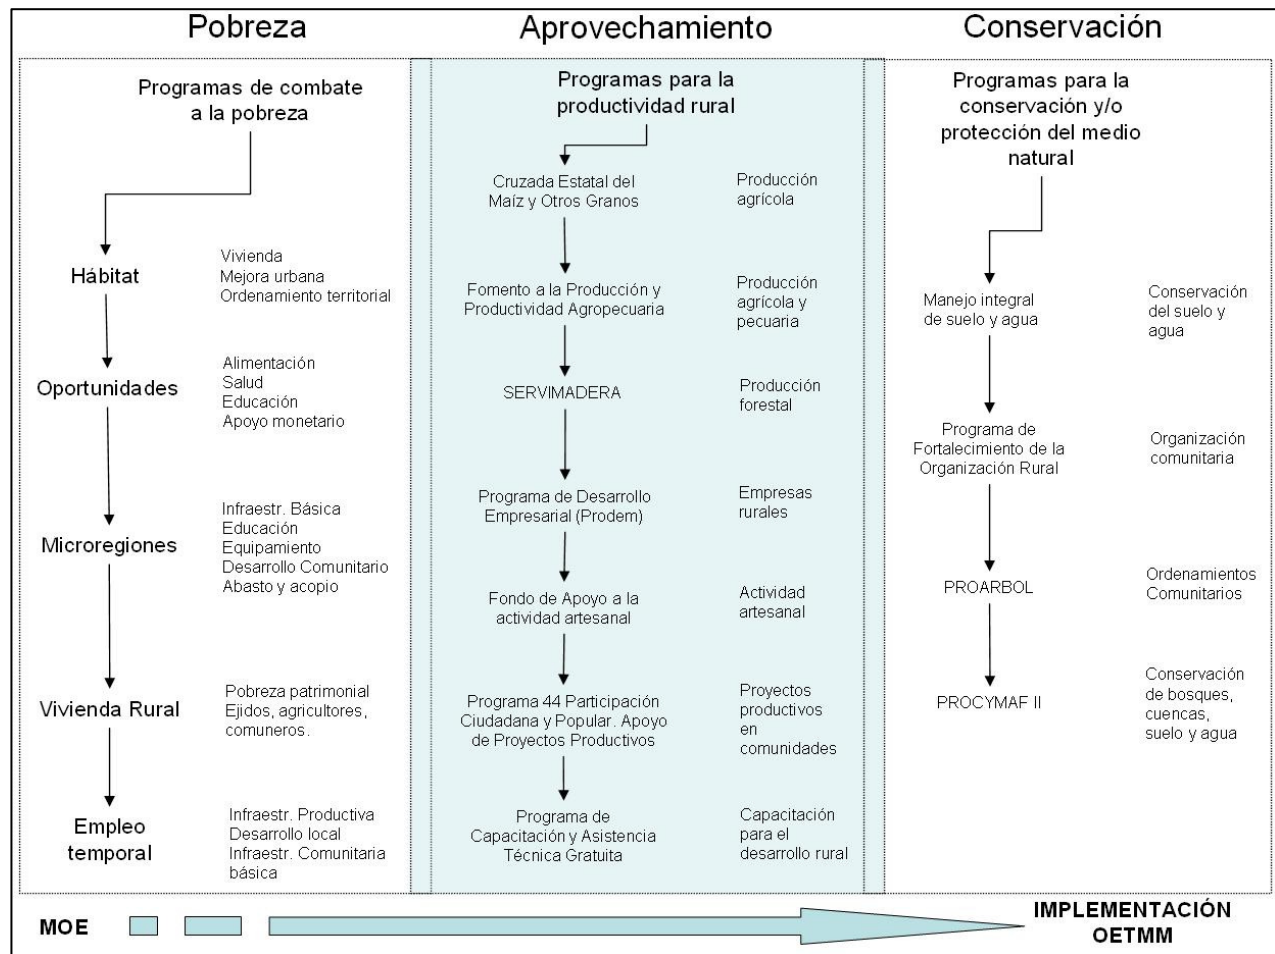 Pobreza
Aprovechamiento
Conservación
Programas de combate
a la pobreza
Hábitat
Vivienda
Mejora urbana
Ordenamiento territorial
Oportunidades
Alimentación
Salud
Educación
Apoyo monetario
Microregiones
Infraestr. Básica
Educación
Equipamiento
Desarrollo Comunitario
Abasto y acopio
Vivienda Rural
Pobreza patrimonial
Ejidos, agricultores,
comuneros.
Empleo
temporal
Infraestr. Productiva
Desarrollo local
Infraestr. Comunitaria
básica
Programas para la
productividad rural
Cruzada Estatal del
Maíz y Otros Granos
Producción
agrícola
Fomento a la Producción y
Productividad Agropecuaria
Producción
agrícola y
pecuaria
SERVIMADERA
Producción
forestal
Programa de Desarrollo
Empresarial (Prodem)
Empresas
rurales
Fondo de Apoyo a la
actividad artesanal
Actividad
artesanal
Programa 44 Participación
Ciudadana y Popular. Apoyo
de Proyectos Productivos
Proyectos
productivos
en
comunidades
Programa de
Capacitación y Asistencia
Técnica Gratuita
Capacitación
para el
desarrollo rural
Programas para la
conservación y/o
protección del medio
natural
Manejo integral
de suelo y agua
Conservación
del suelo y
agua
Programa de
Fortalecimiento de la
Organización Rural
Organización
comunitaria
PROARBOL
Ordenamientos
Comunitarios
PROCYMAF II
Conservación
de bosques,
cuencas,
suelo y agua
MOE
IMPLEMENTACIÓN
OETMM